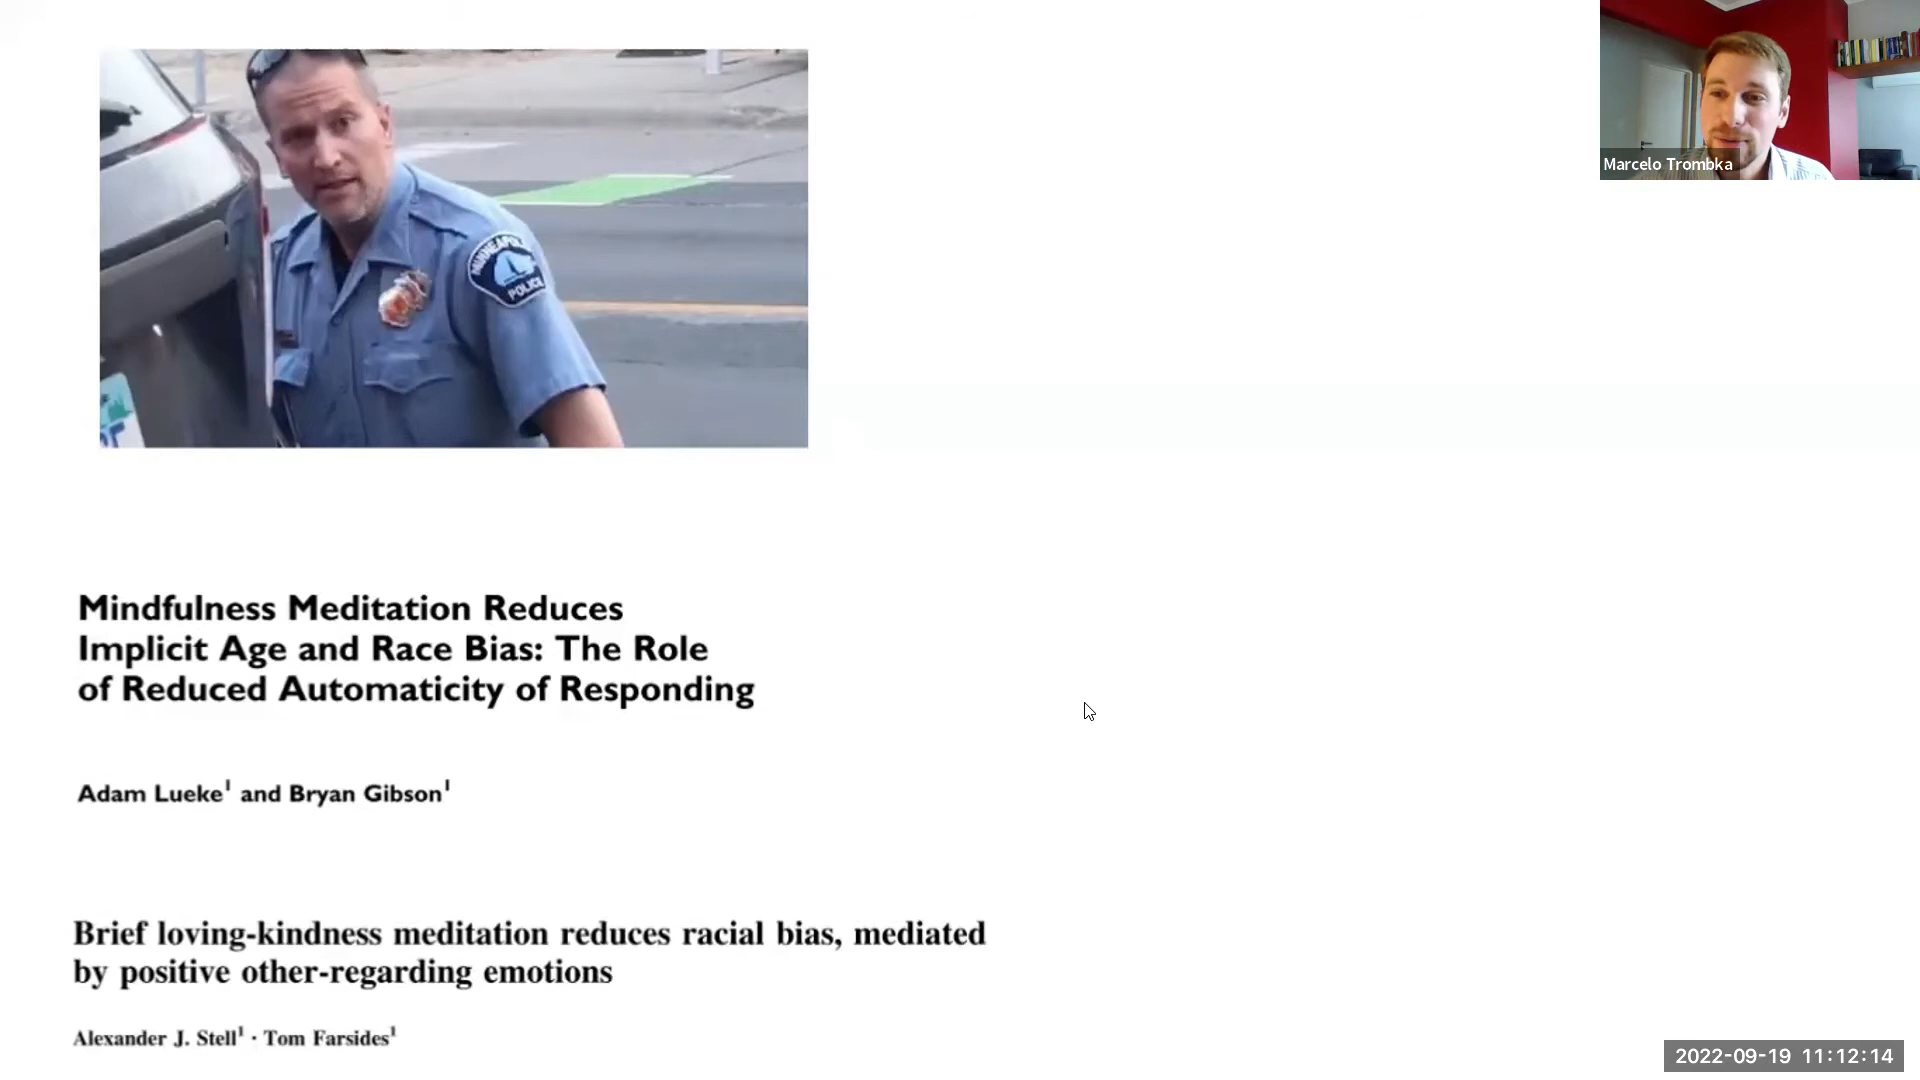 Marcelo Trombka
MINNEAPOLIS
POLICE
Mindfulness Meditation Reduces
Implicit Age and Race Bias: The Role
of Reduced Automaticity of Responding
Adam Lueke¹ and Bryan Gibson¹
Brief loving-kindness meditation reduces racial bias, mediated
by positive other-regarding emotions
Alexander J. Stell¹ · Tom Farsides¹
2022-09-19 11:12:14